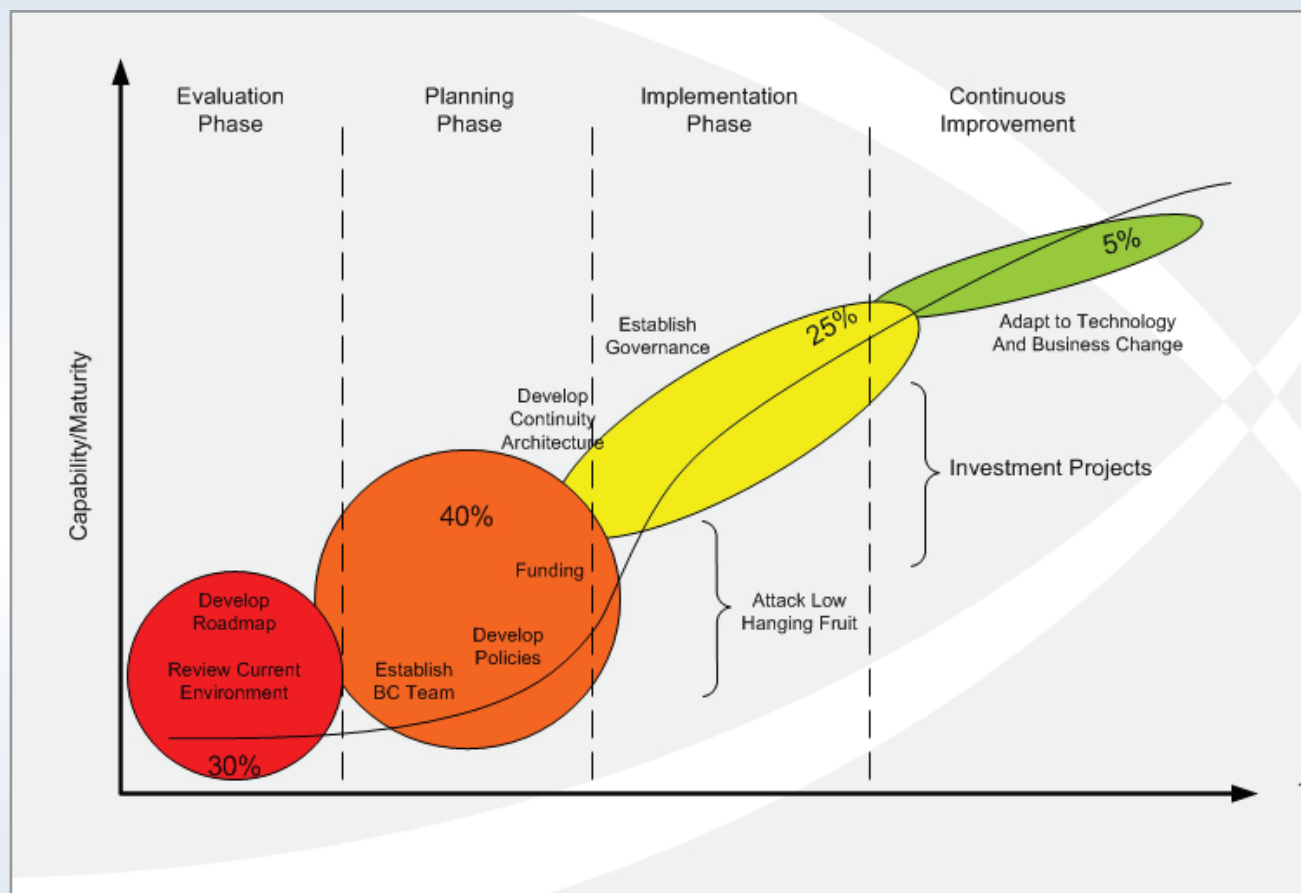 Evaluation
Phase
Planning
Phase
Implementation
Phase
Continuous
Improvement
Capability/Maturity
5%
Adapt to Technology
And Business Change
25%
Establish
Governance
Develop
Continuity
Architecture
Investment Projects
40%
Funding
Attack Low
Hanging Fruit
Develop
Policies
Establish
BC Team
Develop
Roadmap
Review Current
Environment
30%